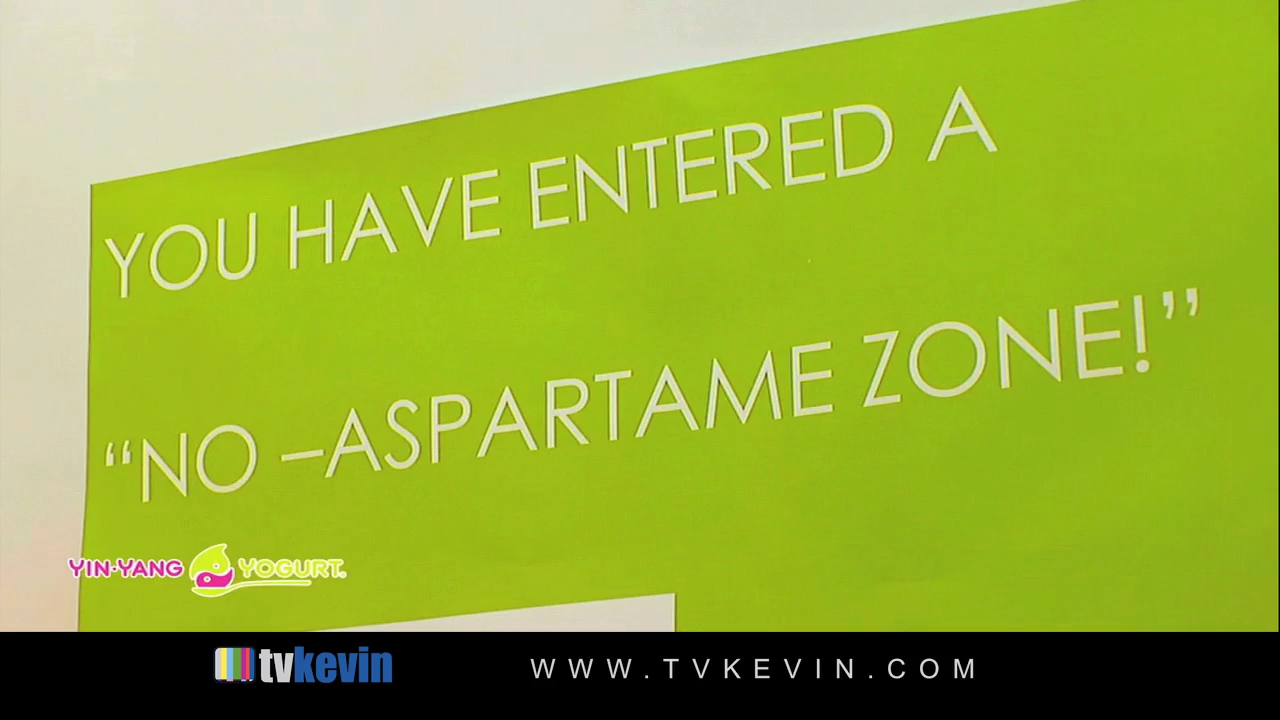 YOU HAVE ENTERED A
“NO –ASPARTAME ZONE!”
YIN·YANG YOGURT.
tvkevin WWW.TVKEVIN.COM